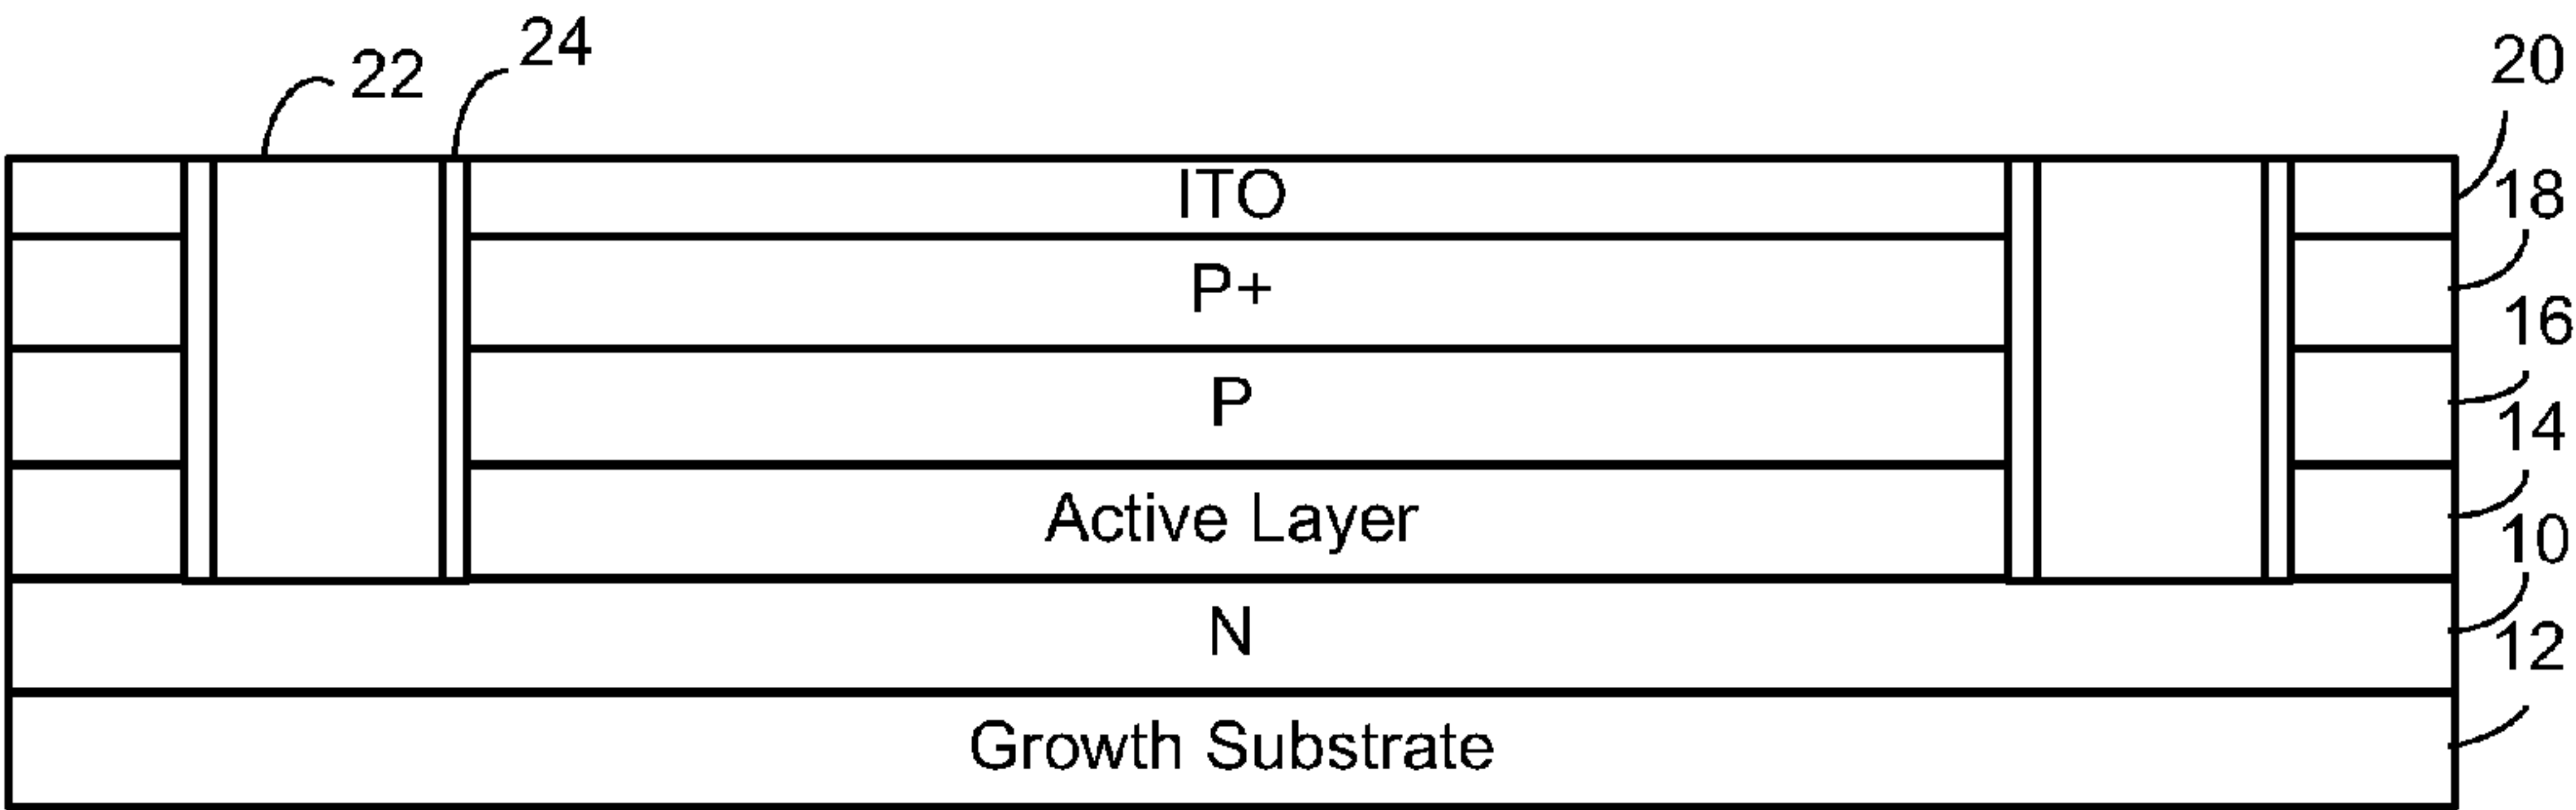 22
24
20
ITO
18
P+
16
P
14
Active Layer
10
N
12
Growth Substrate